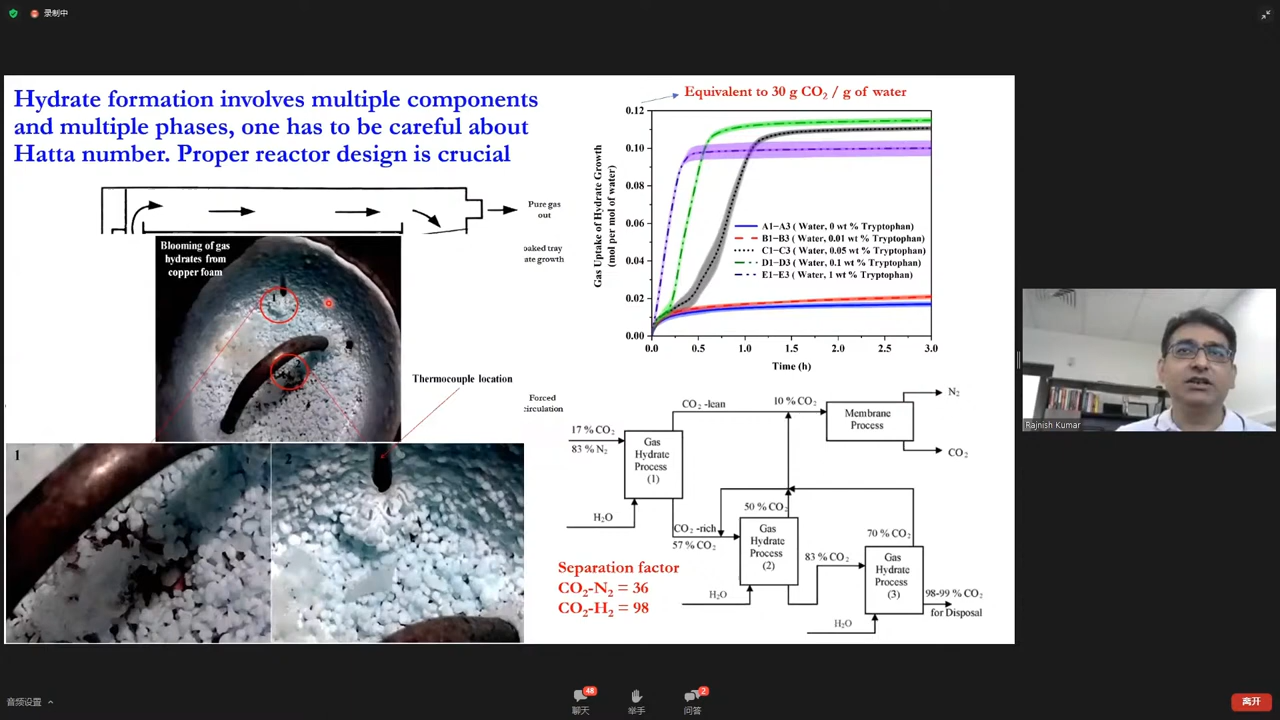 录制中
Hydrate formation involves multiple components
and multiple phases, one has to be careful about
Hatta number. Proper reactor design is crucial
Pure gas
out
Blooming of gas
hydrates from
copper foam
oaked tray
ate growth
1
2
Thermocouple location
Forced
circulation
1
2
Equivalent to 30 g CO₂ / g of water
Gas Uptake of Hydrate Growth
(mol per mol of water)
0.12
0.10
0.08
0.06
0.04
0.02
0.00
A1−A3 ( Water, 0 wt % Tryptophan)
B1−B3 ( Water, 0.01 wt % Tryptophan)
C1−C3 ( Water, 0.05 wt % Tryptophan)
D1−D3 ( Water, 0.1 wt % Tryptophan)
E1−E3 ( Water, 1 wt % Tryptophan)
0.0 0.5 1.0 1.5 2.0 2.5 3.0
Time (h)
17 % CO₂
83 % N₂
Gas
Hydrate
Process
(1)
H₂O
CO₂ -lean
10 % CO₂
Membrane
Process
N₂
CO₂
CO₂ -rich
57 % CO₂
50 % CO₂
Gas
Hydrate
Process
(2)
H₂O
83 % CO₂
70 % CO₂
Gas
Hydrate
Process
(3)
H₂O
98-99 % CO₂
for Disposal
Separation factor
CO₂-N₂ = 36
CO₂-H₂ = 98
Rajnish Kumar
音频设置
48
聊天
举手
2
问答
离开